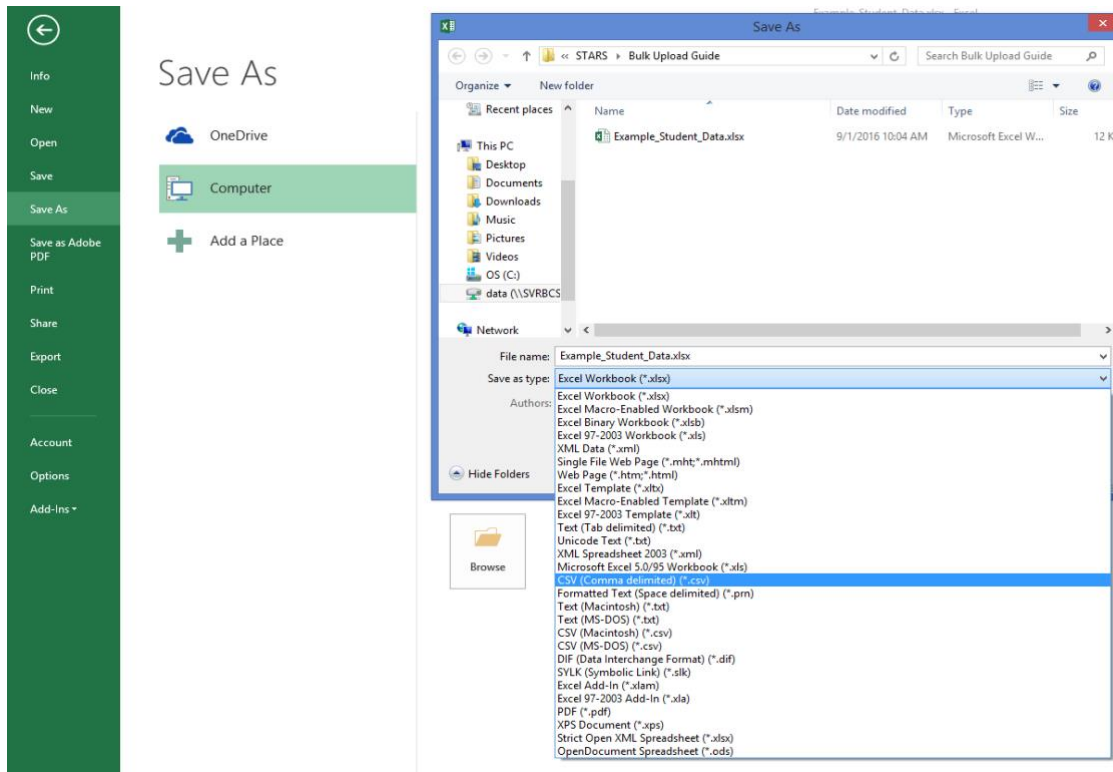 Example_Student_Data.xlsx - Excel
Info
New
Open
Save
Save As
Save as Adobe
PDF
Print
Share
Export
Close
Account
Options
Add-Ins
Save As
OneDrive
Computer
Add a Place
Browse
Save As
« STARS Bulk Upload Guide
Search Bulk Upload Guide
Organize New folder
Recent places
This PC
Desktop
Documents
Downloads
Music
Pictures
Videos
OS (C:)
data (\\SVRBCS
Network
Name Date modified Type Size
Example_Student_Data.xlsx 9/1/2016 10:04 AM Microsoft Excel W... 12 K
File name: Example_Student_Data.xlsx
Save as type: Excel Workbook (*.xlsx)
Authors:
Hide Folders
Excel Workbook (*.xlsx)
Excel Macro-Enabled Workbook (*.xlsm)
Excel Binary Workbook (*.xlsb)
Excel 97-2003 Workbook (*.xls)
XML Data (*.xml)
Single File Web Page (*.mht;*.mhtml)
Web Page (*.htm;*.html)
Excel Template (*.xltx)
Excel Macro-Enabled Template (*.xltm)
Excel 97-2003 Template (*.xlt)
Text (Tab delimited) (*.txt)
Unicode Text (*.txt)
XML Spreadsheet 2003 (*.xml)
Microsoft Excel 5.0/95 Workbook (*.xls)
CSV (Comma delimited) (*.csv)
Formatted Text (Space delimited) (*.prn)
Text (Macintosh) (*.txt)
Text (MS-DOS) (*.txt)
CSV (Macintosh) (*.csv)
CSV (MS-DOS) (*.csv)
DIF (Data Interchange Format) (*.dif)
SYLK (Symbolic Link) (*.slk)
Excel Add-In (*.xlam)
Excel 97-2003 Add-In (*.xla)
PDF (*.pdf)
XPS Document (*.xps)
Strict Open XML Spreadsheet (*.xlsx)
OpenDocument Spreadsheet (*.ods)